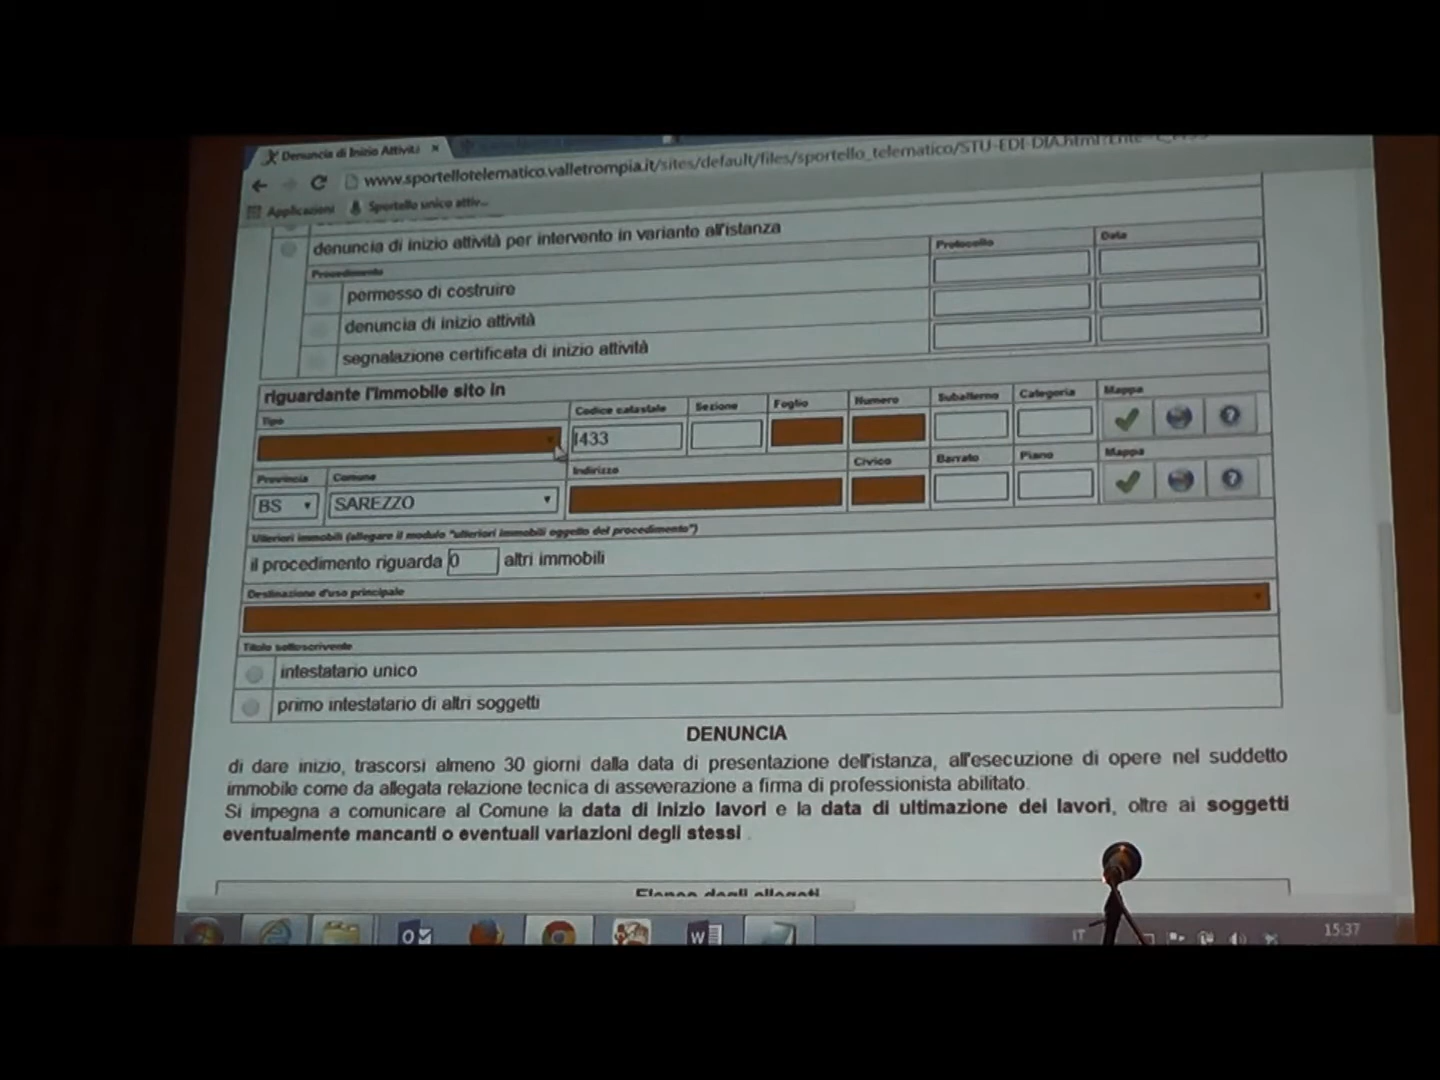 Denuncia di Inizio Attivit
www.sportellotelematico.valletrompia.it/sites/default/files/sportello_telematico/STU-EDI-DIA.html?Ente=
Applicazioni Sportello unico attiv...
denuncia di inizio attività per intervento in variante all'istanza
Procedimento Protocollo Data
permesso di costruire
denuncia di inizio attività
segnalazione certificata di inizio attività
riguardante l'immobile sito in
Tipo Codice catastale Sezione Foglio Numero Subalterno Categoria Mappa
I433
Provincia Comune Indirizzo Civico Barrato Piano Mappa
BS SAREZZO
Ulteriori immobili (allegare il modulo "ulteriori immobili oggetto del procedimento")
il procedimento riguarda 0 altri immobili
Destinazione d'uso principale
Titolo sottoscrivente
intestatario unico
primo intestatario di altri soggetti
DENUNCIA
di dare inizio, trascorsi almeno 30 giorni dalla data di presentazione dell'istanza, all'esecuzione di opere nel suddetto
immobile come da allegata relazione tecnica di asseverazione a firma di professionista abilitato.
Si impegna a comunicare al Comune la data di inizio lavori e la data di ultimazione dei lavori, oltre ai soggetti
eventualmente mancanti o eventuali variazioni degli stessi
Elenco degli allegati
IT 15:37